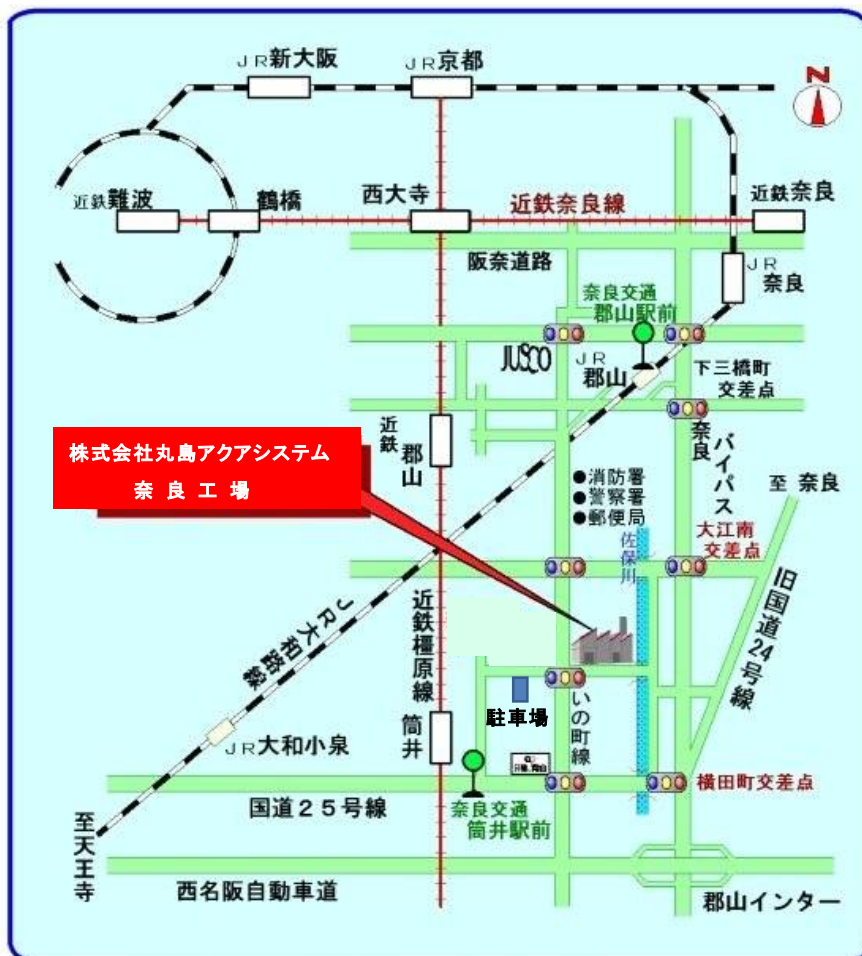 JR新大阪
JR京都
N
近鉄難波
鶴橋
西大寺
近鉄奈良線
近鉄奈良
阪奈道路
JR
奈良
奈良交通
郡山駅前
JUSCO
JR
郡山
下三橋町
交差点
近鉄
郡山
奈良
バイパス
至 奈良
株式会社丸島アクアシステム
奈良工場
●消防署
●警察署
●郵便局
佐保川
大江南
交差点
旧国道24号線
JR大和路線
近鉄橿原線
筒井
駐車場
いの町線
JR大和小泉
国道25号線
奈良交通
筒井駅前
横田町交差点
至天王寺
西名阪自動車道
郡山インター